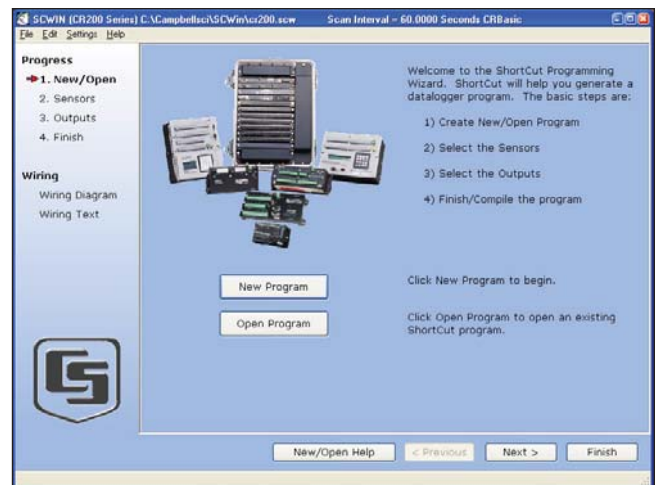 SCWIN (CR200 Series) C:\Campbellsci\SCWin\cr200.scw Scan Interval = 60.0000 Seconds CRBasic
File Edit Settings Help
Progress
1. New/Open
2. Sensors
3. Outputs
4. Finish
Wiring
Wiring Diagram
Wiring Text
Welcome to the ShortCut Programming
Wizard. ShortCut will help you generate a
datalogger program. The basic steps are:
1) Create New/Open Program
2) Select the Sensors
3) Select the Outputs
4) Finish/Compile the program
New Program
Click New Program to begin.
Open Program
Click Open Program to open an existing
ShortCut program.
CS
New/Open Help
< Previous
Next >
Finish